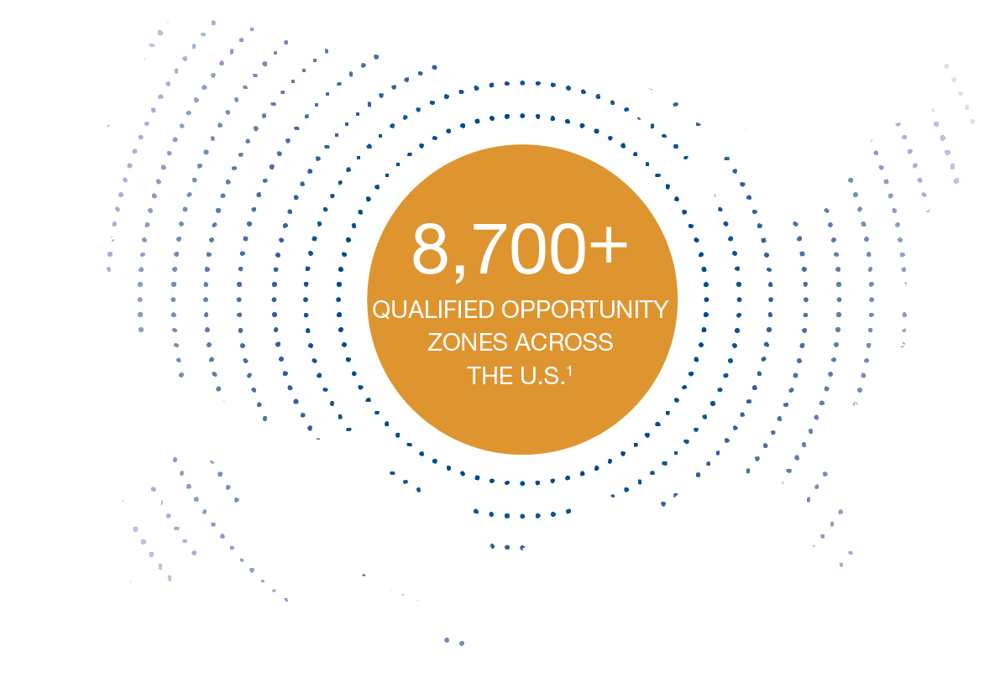 8,700+
QUALIFIED OPPORTUNITY
ZONES ACROSS
THE U.S.¹